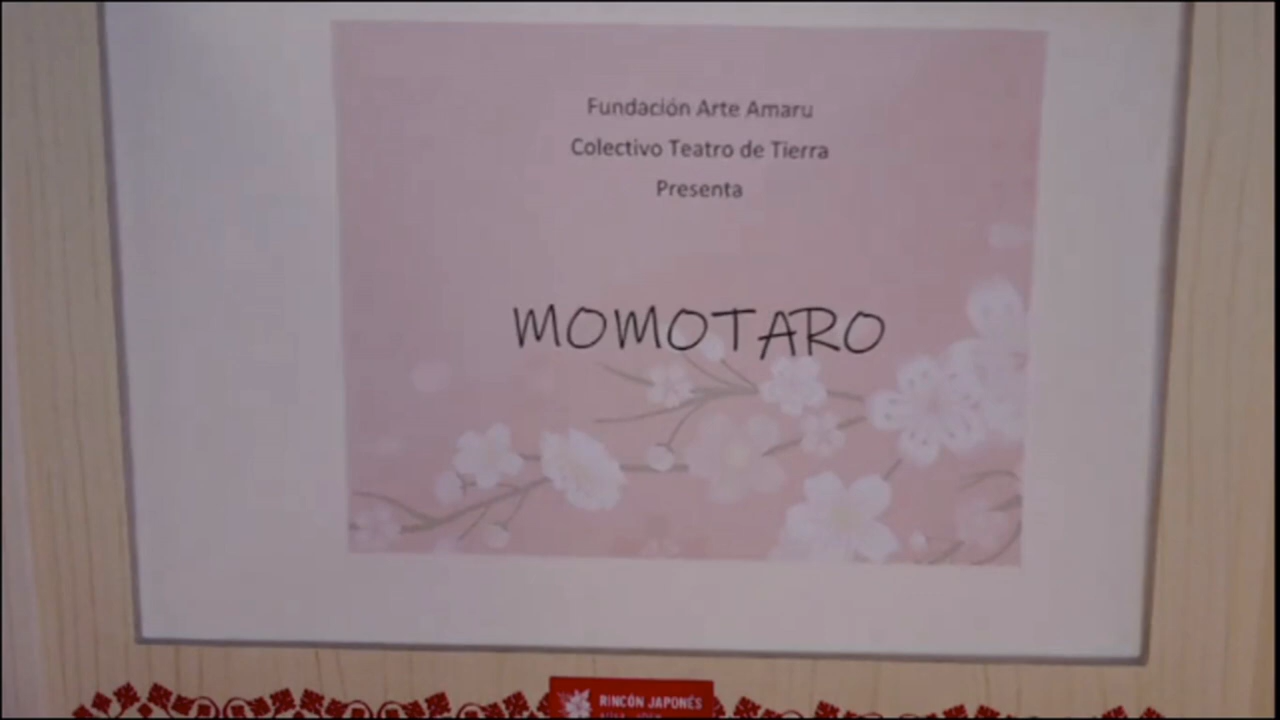 Fundación Arte Amaru
Colectivo Teatro de Tierra
Presenta
MOMOTARO
RINCÓN JAPONÉS